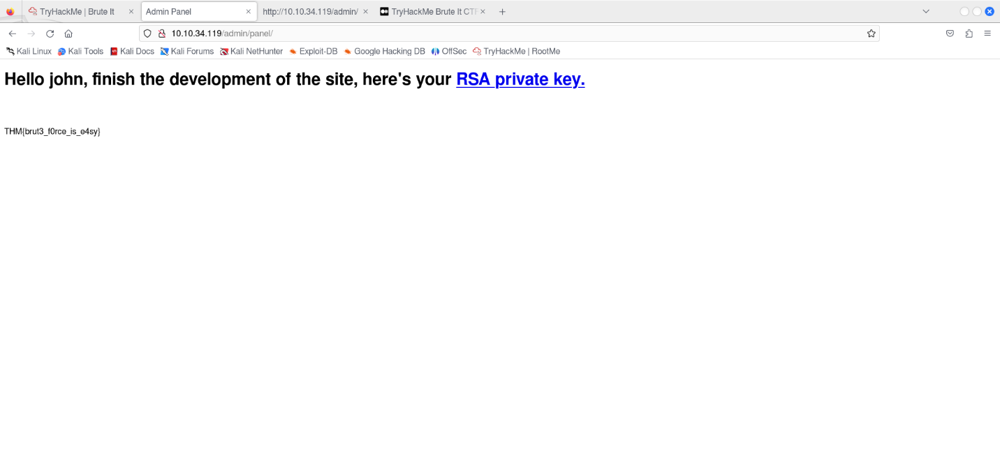 TryHackMe | Brute It
Admin Panel
http://10.10.34.119/admin/
TryHackMe Brute It CTF
10.10.34.119/admin/panel/
Kali Linux Kali Tools Kali Docs Kali Forums Kali NetHunter Exploit-DB Google Hacking DB OffSec TryHackMe | RootMe
Hello john, finish the development of the site, here's your RSA private key.
THM{brut3_f0rce_is_e4sy}